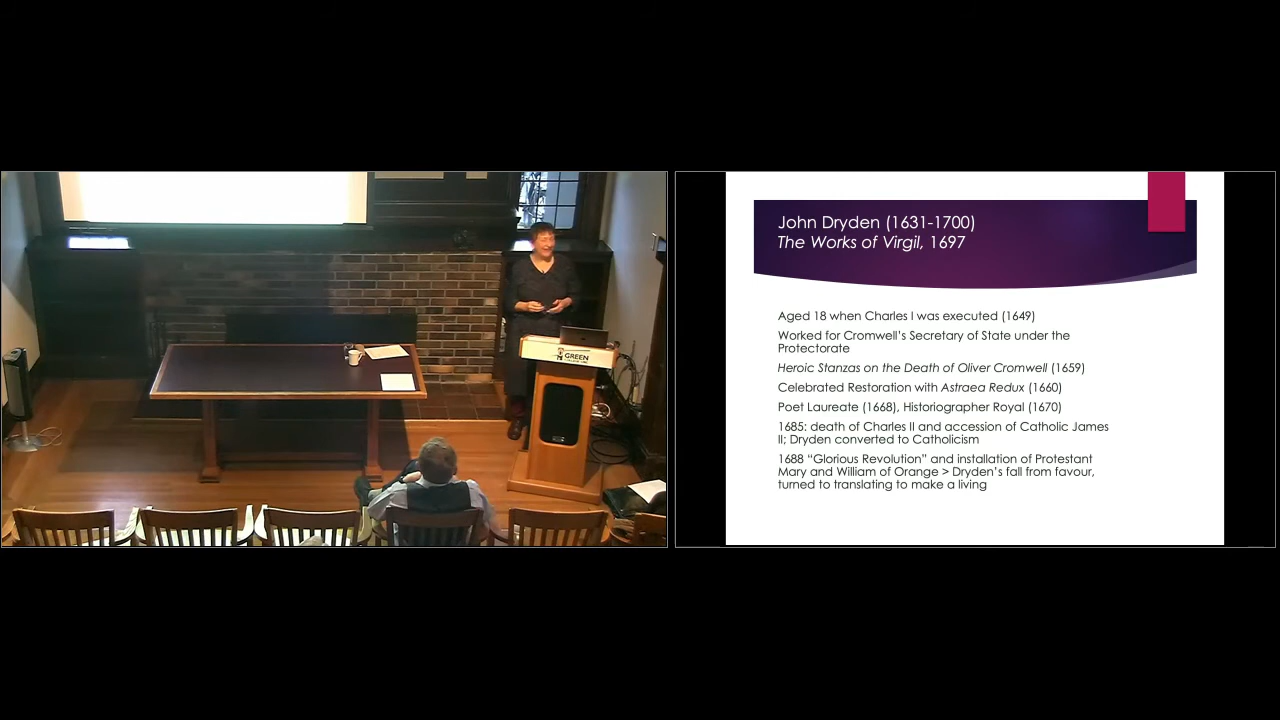 GREEN
John Dryden (1631-1700)
The Works of Virgil, 1697
Aged 18 when Charles I was executed (1649)
Worked for Cromwell's Secretary of State under the
Protectorate
Heroic Stanzas on the Death of Oliver Cromwell (1659)
Celebrated Restoration with Astraea Redux (1660)
Poet Laureate (1668), Historiographer Royal (1670)
1685: death of Charles II and accession of Catholic James
II; Dryden converted to Catholicism
1688 “Glorious Revolution” and installation of Protestant
Mary and William of Orange > Dryden’s fall from favour,
turned to translating to make a living